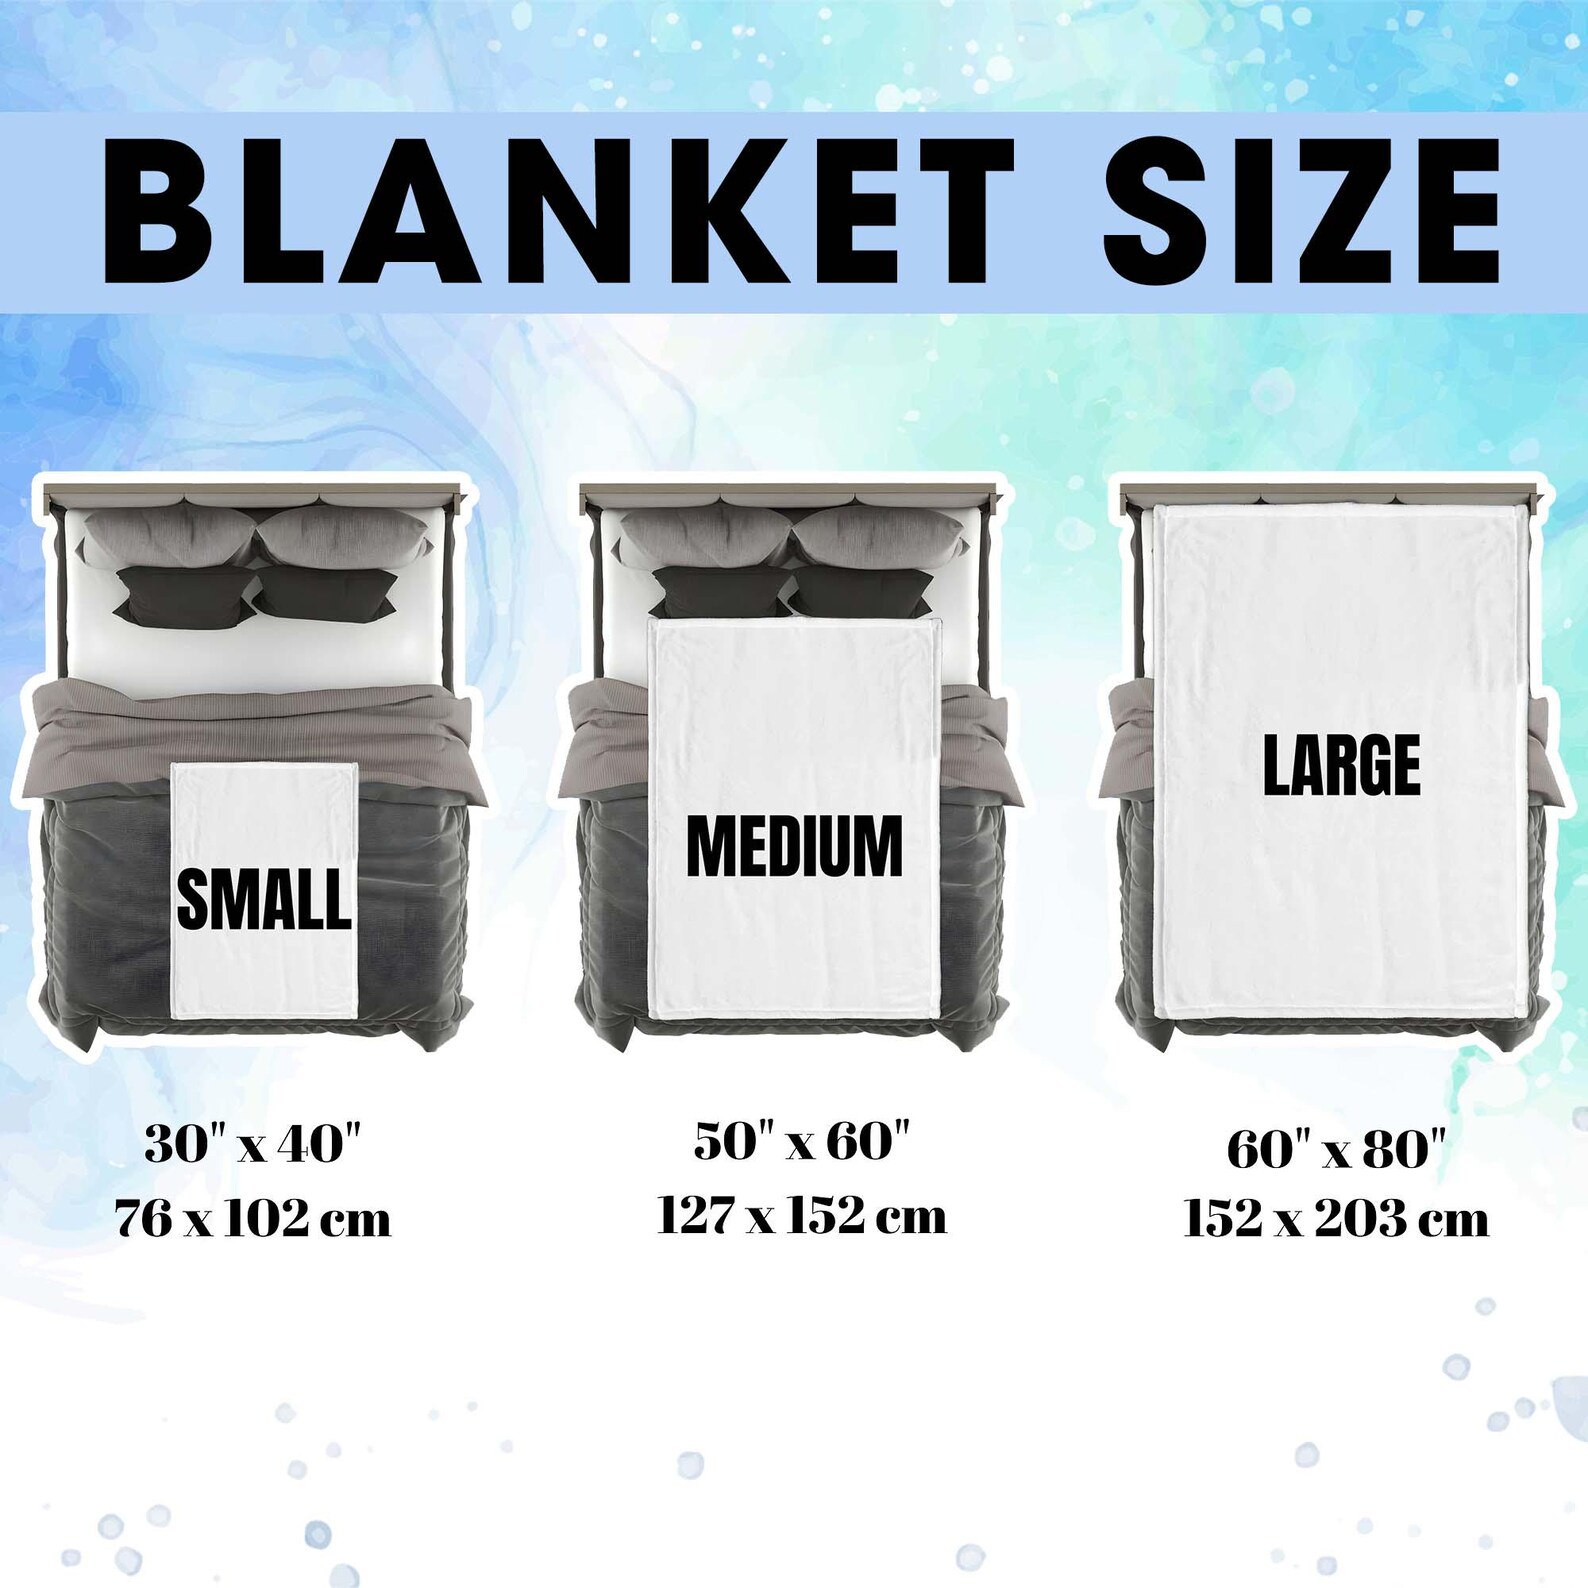 BLANKET SIZE
SMALL
MEDIUM
LARGE
30" x 40"
76 x 102 cm
50" x 60"
127 x 152 cm
60" x 80"
152 x 203 cm